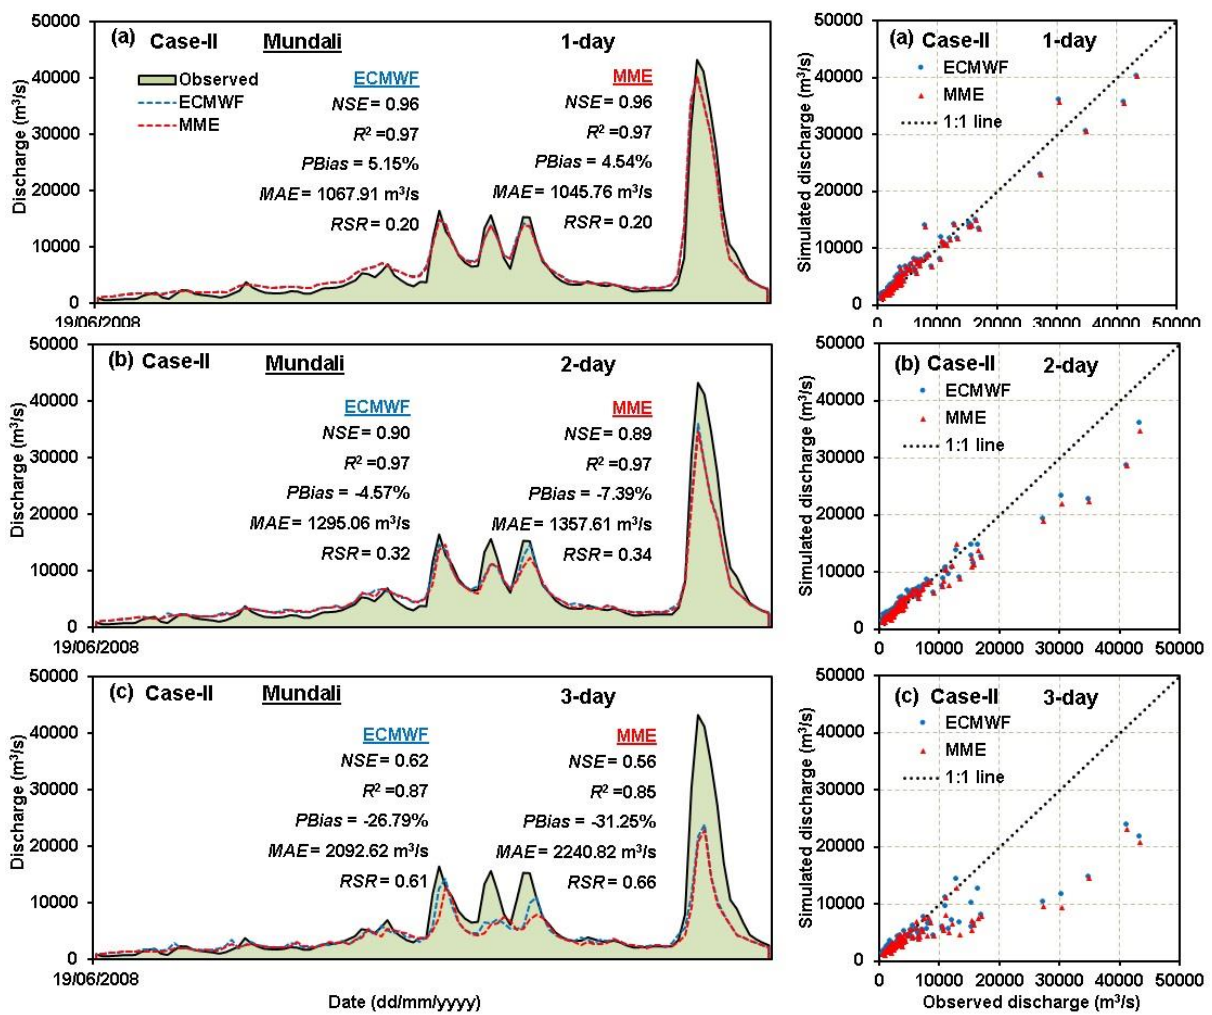 (a) Case-II Mundali 1-day
Observed
ECMWF
MME
ECMWF
NSE = 0.96
R² =0.97
PBias = 5.15%
MAE = 1067.91 m³/s
RSR = 0.20
MME
NSE = 0.96
R² =0.97
PBias = 4.54%
MAE = 1045.76 m³/s
RSR = 0.20
Discharge (m³/s)
50000
40000
30000
20000
10000
0
19/06/2008
(a) Case-II 1-day
ECMWF
MME
1:1 line
Simulated discharge (m³/s)
50000
40000
30000
20000
10000
0
0 10000 20000 30000 40000 50000
(b) Case-II Mundali 2-day
ECMWF
NSE = 0.90
R² =0.97
PBias = -4.57%
MAE = 1295.06 m³/s
RSR = 0.32
MME
NSE = 0.89
R² =0.97
PBias = -7.39%
MAE = 1357.61 m³/s
RSR = 0.34
Discharge (m³/s)
50000
40000
30000
20000
10000
0
19/06/2008
(b) Case-II 2-day
ECMWF
MME
1:1 line
Simulated discharge (m³/s)
50000
40000
30000
20000
10000
0
0 10000 20000 30000 40000 50000
(c) Case-II Mundali 3-day
ECMWF
NSE = 0.62
R² =0.87
PBias = -26.79%
MAE = 2092.62 m³/s
RSR = 0.61
MME
NSE = 0.56
R² =0.85
PBias = -31.25%
MAE = 2240.82 m³/s
RSR = 0.66
Discharge (m³/s)
50000
40000
30000
20000
10000
0
19/06/2008
Date (dd/mm/yyyy)
(c) Case-II 3-day
ECMWF
MME
1:1 line
Simulated discharge (m³/s)
50000
40000
30000
20000
10000
0
0 10000 20000 30000 40000 50000
Observed discharge (m³/s)